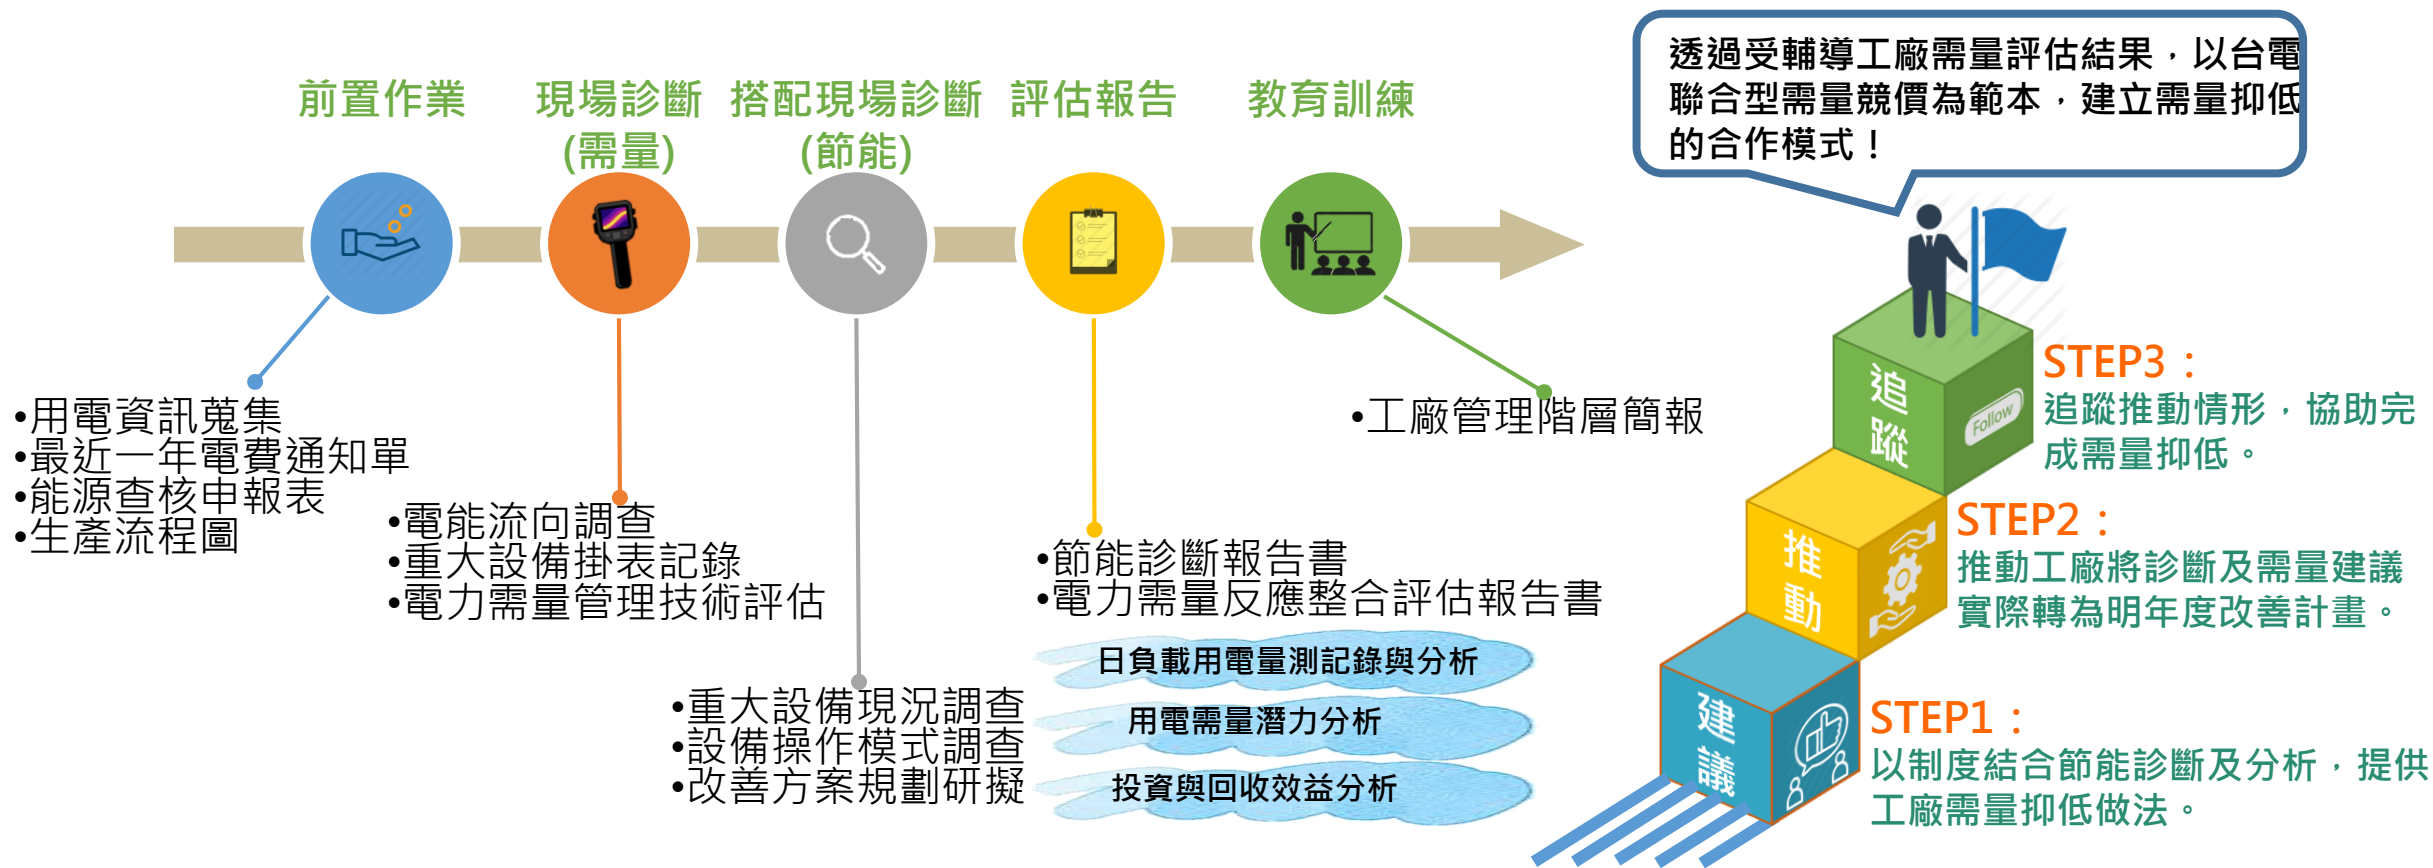 前置作業
現場診斷
(需量)
搭配現場診斷
(節能)
評估報告
教育訓練
•用電資訊蒐集
•最近一年電費通知單
•能源查核申報表
•生產流程圖
•電能流向調查
•重大設備掛表記錄
•電力需量管理技術評估
•重大設備現況調查
•設備操作模式調查
•改善方案規劃研擬
•節能診斷報告書
•電力需量反應整合評估報告書
日負載用電量測記錄與分析
用電需量潛力分析
投資與回收效益分析
•工廠管理階層簡報
透過受輔導工廠需量評估結果，以台電
聯合型需量競價為範本，建立需量抑低
的合作模式！
追蹤
Follow
STEP3：
追蹤推動情形，協助完
成需量抑低。
推動
STEP2：
推動工廠將診斷及需量建議
實際轉為明年度改善計畫。
建議
STEP1：
以制度結合節能診斷及分析，提供
工廠需量抑低做法。